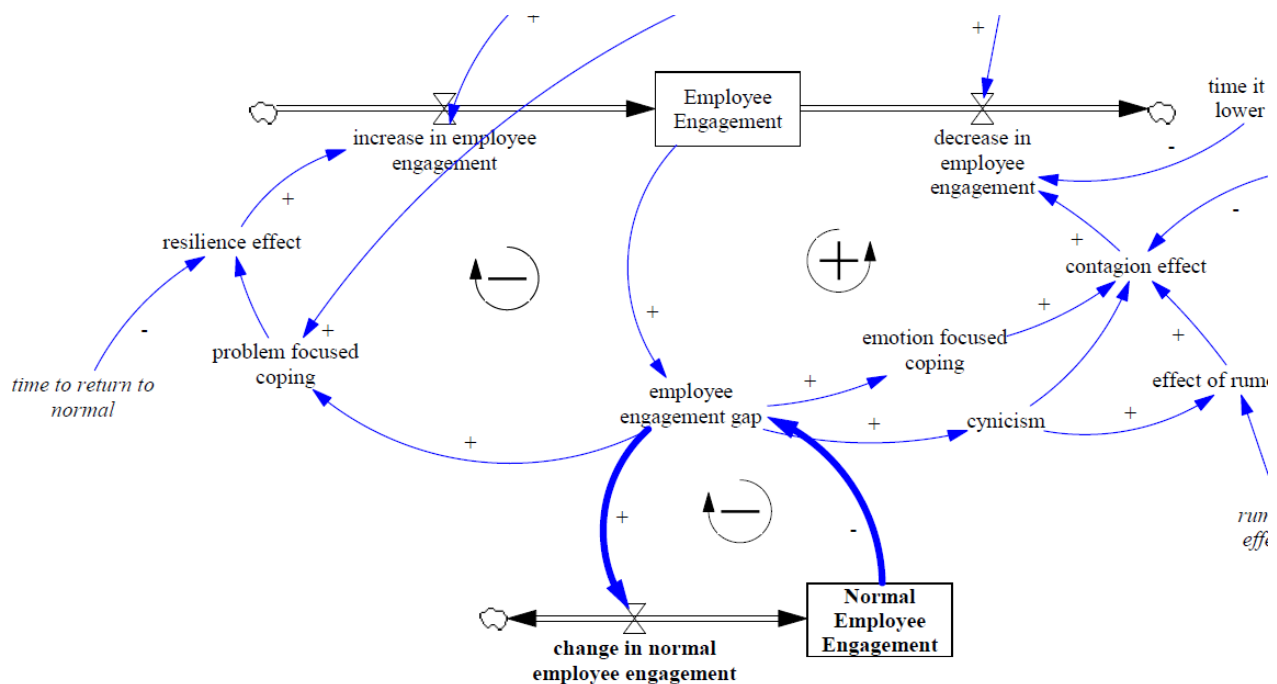 +
+
Employee
Engagement
time it
lower
increase in employee
engagement
decrease in
employee
engagement
-
+
-
resilience effect
+
contagion effect
-
+
+
+
+
problem focused
coping
emotion focused
coping
time to return to
normal
employee
engagement gap
+
effect of
+
+
cynicism
+
+
+
-
Normal
Employee
Engagement
change in normal
employee engagement